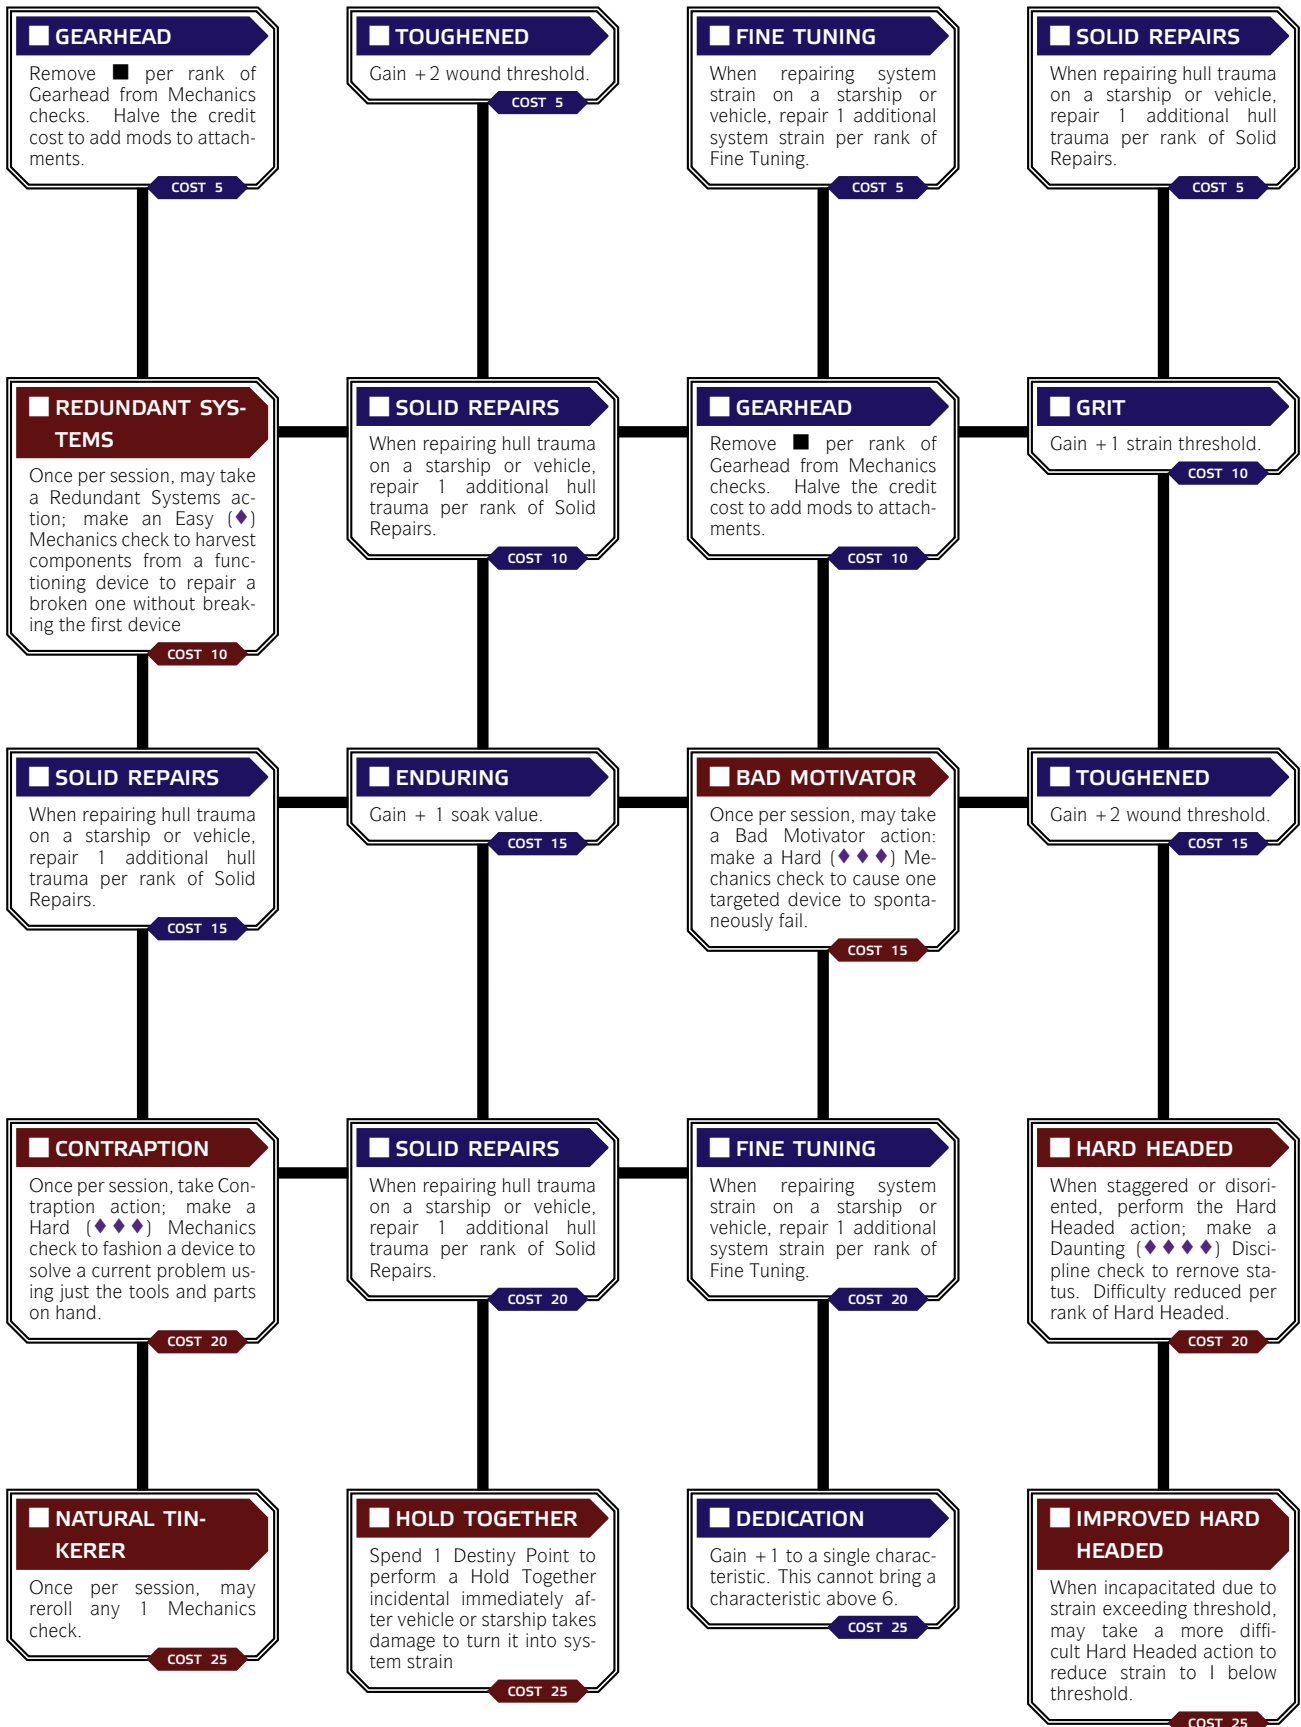 GEARHEAD
Remove ■ per rank of
Gearhead from Mechanics
checks. Halve the credit
cost to add mods to attach-
ments.
COST 5
TOUGHENED
Gain +2 wound threshold.
COST 5
FINE TUNING
When repairing system
strain on a starship or
vehicle, repair 1 additional
system strain per rank of
Fine Tuning.
COST 5
SOLID REPAIRS
When repairing hull trauma
on a starship or vehicle,
repair 1 additional hull
trauma per rank of Solid
Repairs.
COST 5
REDUNDANT SYS-
TEMS
Once per session, may take
a Redundant Systems ac-
tion; make an Easy (♦)
Mechanics check to harvest
components from a func-
tioning device to repair a
broken one without break-
ing the first device
COST 10
SOLID REPAIRS
When repairing hull trauma
on a starship or vehicle,
repair 1 additional hull
trauma per rank of Solid
Repairs.
COST 10
GEARHEAD
Remove ■ per rank of
Gearhead from Mechanics
checks. Halve the credit
cost to add mods to attach-
ments.
COST 10
GRIT
Gain +1 strain threshold.
COST 10
SOLID REPAIRS
When repairing hull trauma
on a starship or vehicle,
repair 1 additional hull
trauma per rank of Solid
Repairs.
COST 15
ENDURING
Gain + 1 soak value.
COST 15
BAD MOTIVATOR
Once per session, may take
a Bad Motivator action:
make a Hard (♦ ♦ ♦) Me-
chanics check to cause one
targeted device to sponta-
neously fail.
COST 15
TOUGHENED
Gain +2 wound threshold.
COST 15
CONTRAPTION
Once per session, take Con-
traption action; make a
Hard (♦ ♦ ♦) Mechanics
check to fashion a device to
solve a current problem us-
ing just the tools and parts
on hand.
COST 20
SOLID REPAIRS
When repairing hull trauma
on a starship or vehicle,
repair 1 additional hull
trauma per rank of Solid
Repairs.
COST 20
FINE TUNING
When repairing system
strain on a starship or
vehicle, repair 1 additional
system strain per rank of
Fine Tuning.
COST 20
HARD HEADED
When staggered or disori-
ented, perform the Hard
Headed action; make a
Daunting (♦ ♦ ♦ ♦) Disci-
pline check to rernove sta-
tus. Difficulty reduced per
rank of Hard Headed.
COST 20
NATURAL TIN-
KERER
Once per session, may
reroll any 1 Mechanics
check.
COST 25
HOLD TOGETHER
Spend 1 Destiny Point to
perform a Hold Together
incidental immediately af-
ter vehicle or starship takes
damage to turn it into sys-
tem strain
COST 25
DEDICATION
Gain +1 to a single charac-
teristic. This cannot bring a
characteristic above 6.
COST 25
IMPROVED HARD
HEADED
When incapacitated due to
strain exceeding threshold,
may take a more diffi-
cult Hard Headed action to
reduce strain to I below
threshold.
COST 25